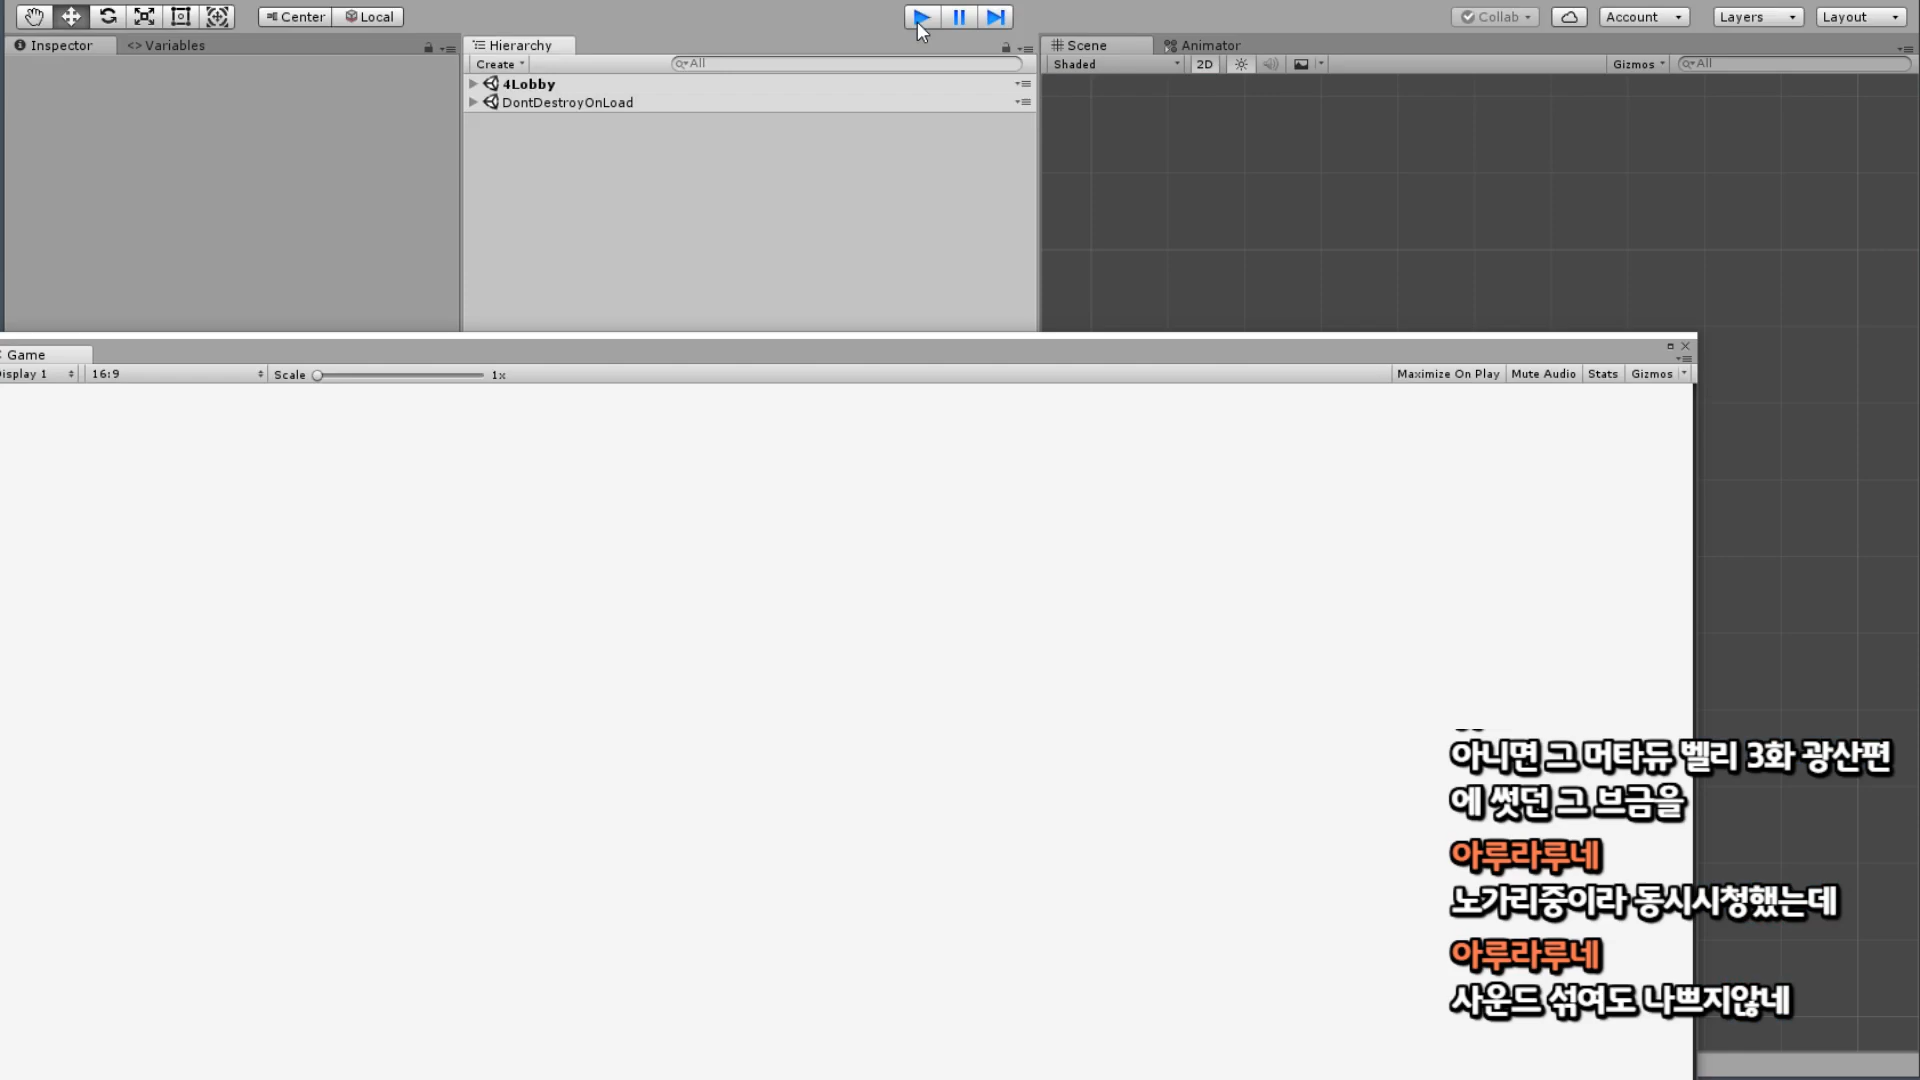 Center Local Collab Account Layers Layout
Inspector <> Variables Hierarchy Scene Animator
Create All Shaded 2D Gizmos All
4Lobby
DontDestroyOnLoad
Game
isplay 1 16:9 Scale 1x Maximize On Play Mute Audio Stats Gizmos
아니면 그 머타듀 벨리 3화 광산편
에 썻던 그 브금을
아루라루네
노가리중이라 동시시청했는데
아루라루네
사운드 섞여도 나쁘지않네